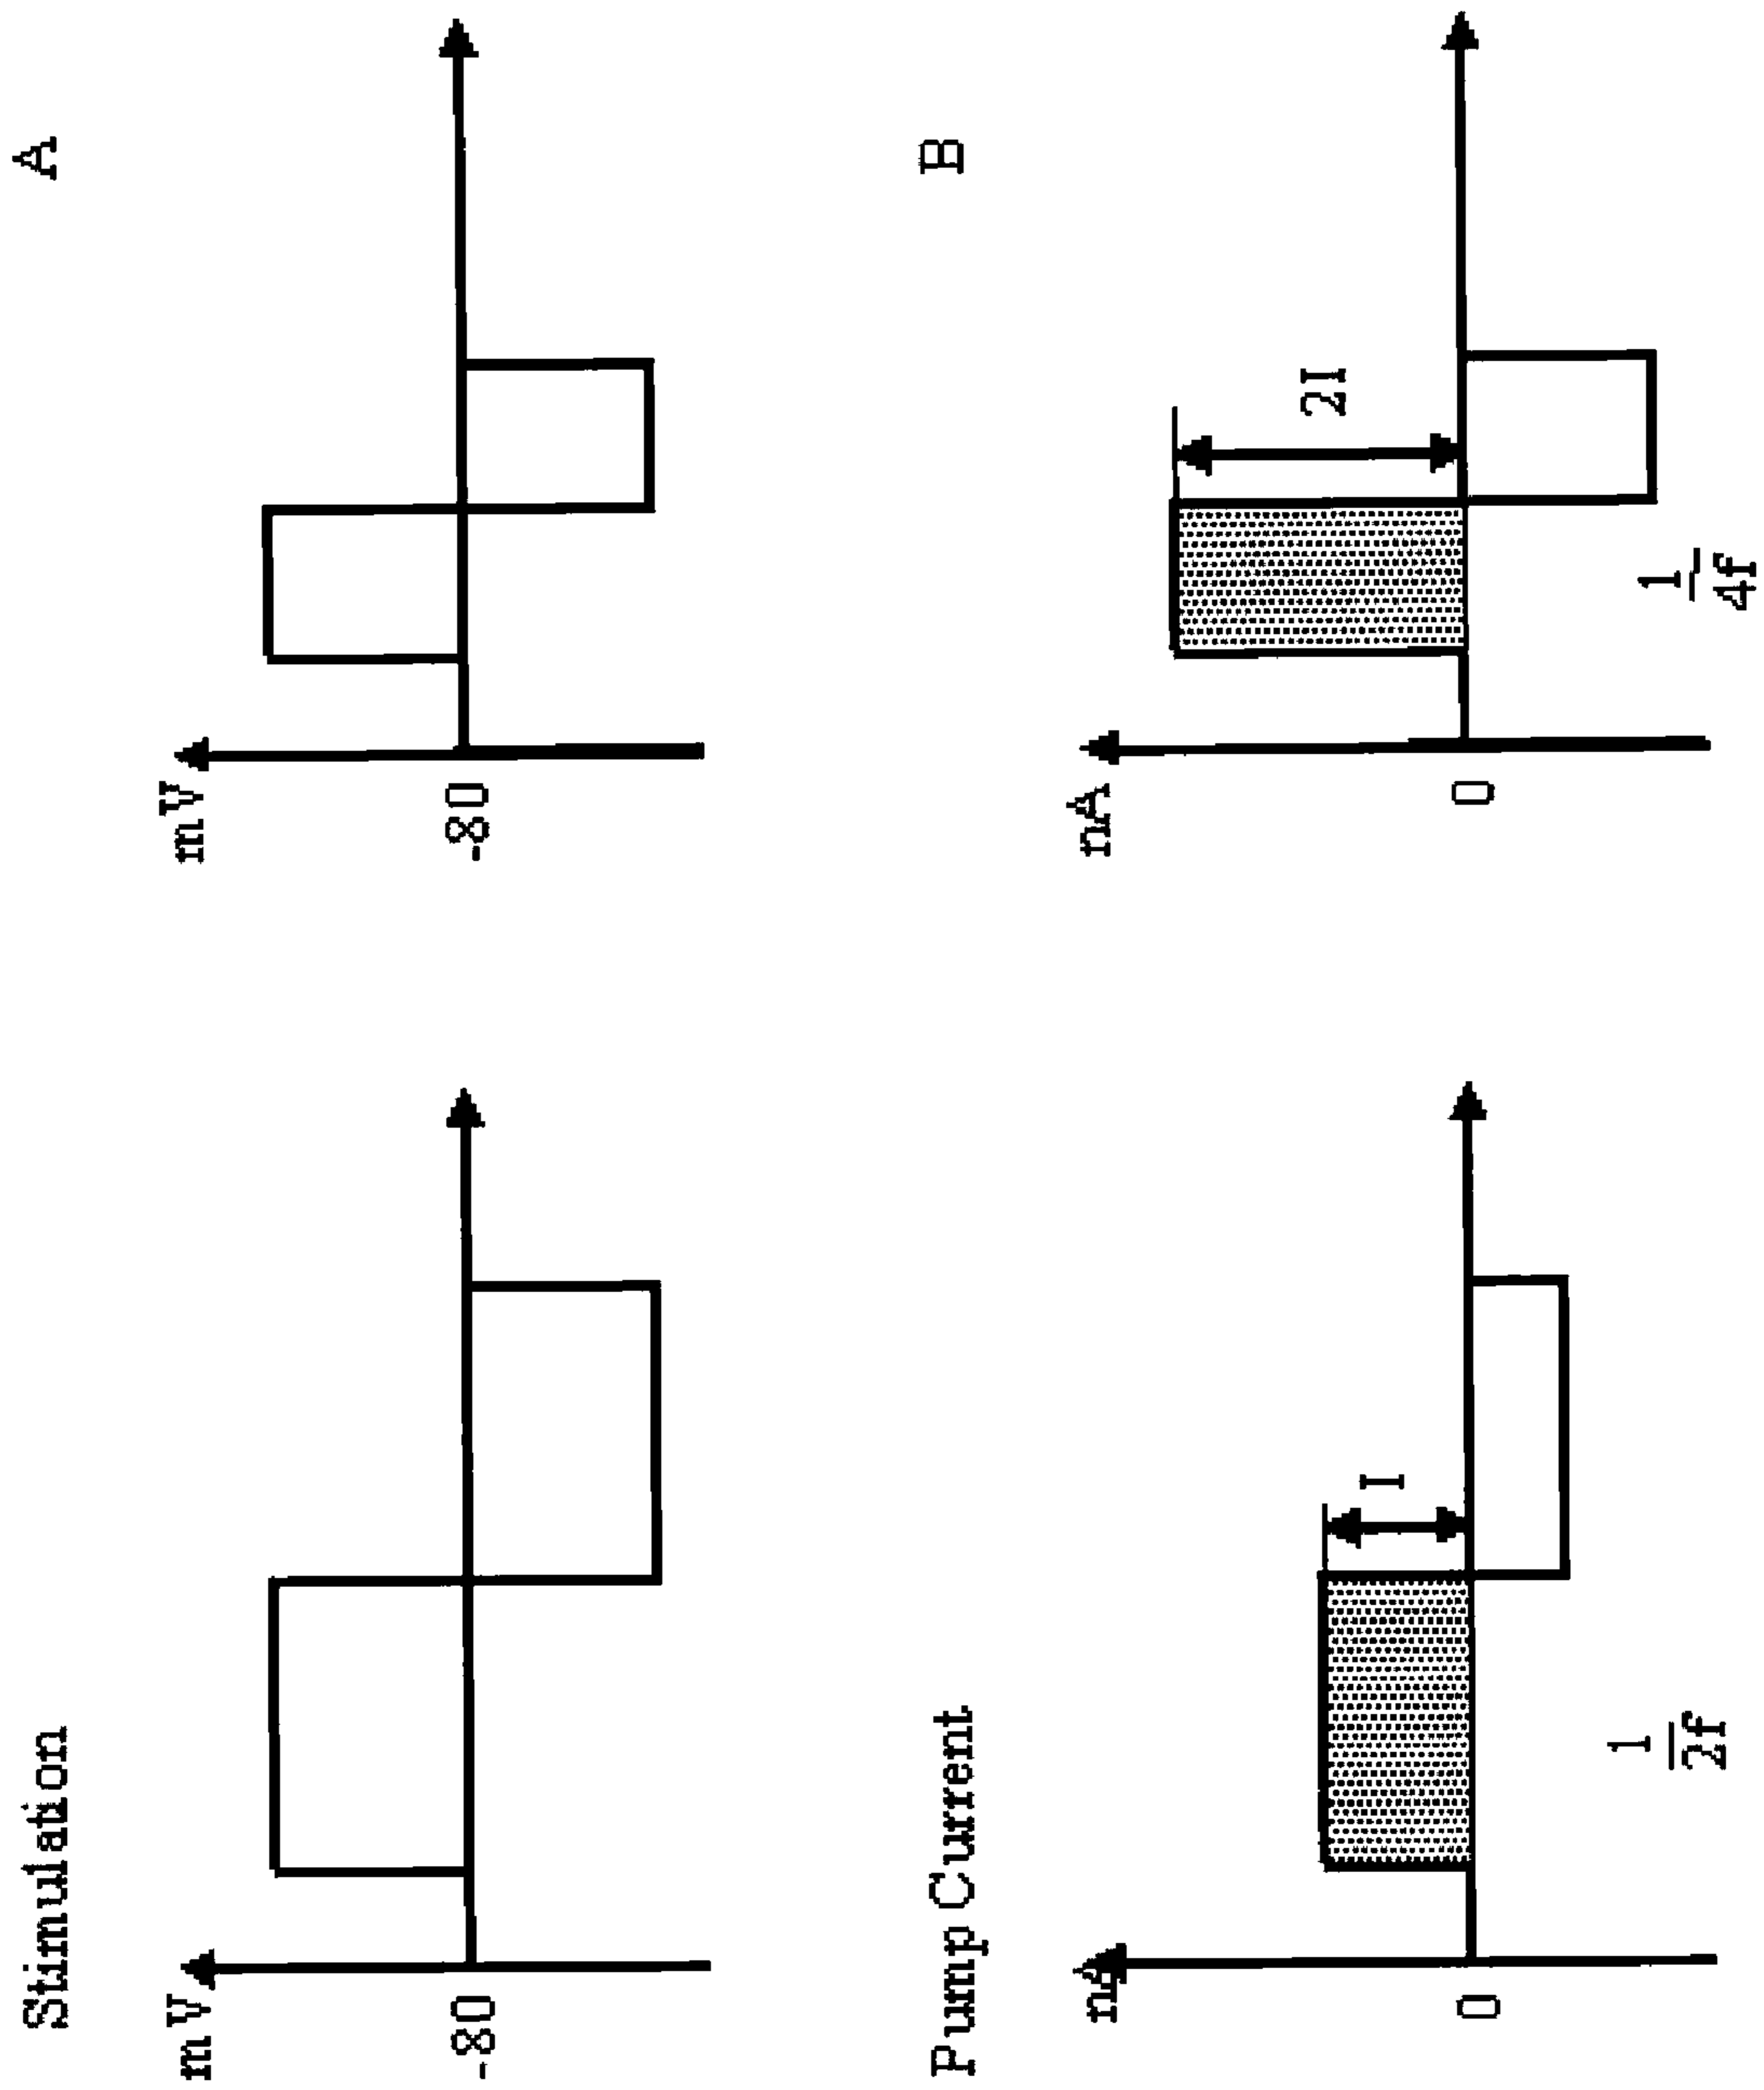 Stimulation
A
mV
-80
mV
-80
Pump Current
B
nA
0
I
1
2f
nA
0
2I
1
4f